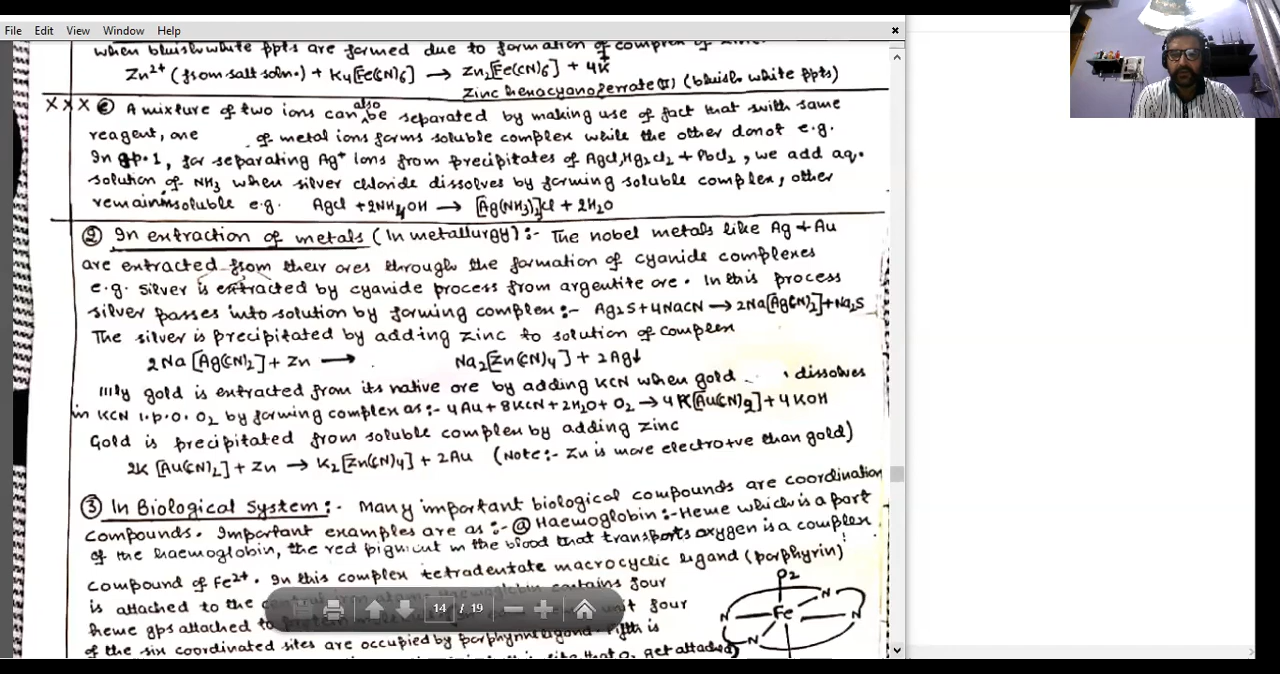 File Edit View Window Help
when bluish white ppts are formed due to formation of complex of zinc.
Zn²⁺ (from salt soln.) + K₄[Fe(CN)₆] → Zn₂[Fe(CN)₆] + 4K⁺
Zinc hexacyanoferrate(II) (bluish white ppts)
XXX A mixture of two ions can also be separated by making use of fact that with same
reagent, one of metal ions forms soluble complex while the other donot e.g.
In gp. 1, for separating Ag⁺ Ions from precipitates of AgCl, Hg₂Cl₂ + PbCl₂, we add aq.
solution of NH₃ when silver chloride dissolves by forming soluble complex, other
remain insoluble e.g. AgCl + 2NH₄OH → [Ag(NH₃)₂]Cl + 2H₂O
② In extraction of metals (In metallurgy) :- The nobel metals like Ag + Au
are extracted from their ores through the formation of cyanide complexes
e.g. Silver is extracted by cyanide process from argentite ore. In this process
silver passes into solution by forming complex :- Ag₂S + 4NaCN → 2Na[Ag(CN)₂] + Na₂S
The silver is precipitated by adding zinc to solution of complex
2Na [Ag(CN)₂] + Zn → Na₂[Zn(CN)₄] + 2Ag↓
IIIly gold is extracted from its native ore by adding KCN when gold dissolves
in KCN i.p.o. O₂ by forming complex as :- 4Au + 8KCN + 2H₂O + O₂ → 4K[Au(CN)₂] + 4KOH
Gold is precipitated from soluble complex by adding zinc
2K [Au(CN)₂] + Zn → K₂[Zn(CN)₄] + 2Au (Note:- Zn is more electro+ve than gold)
③ In Biological System :- Many important biological compounds are coordination
compounds. Important examples are as :- ⓐ Haemoglobin :- Heme which is a part
of the haemoglobin, the red pigment in the blood that transports oxygen is a complex
compound of Fe²⁺. In this complex tetradentate macrocyclic ligand (porphyrin)
is attached to the contains four
heme gps attached to unit four
of the six coordinated sites are occupied by porphyrin ligand. Fifth is
get attached)
O₂
N
Fe
N
N
N
14 / 19